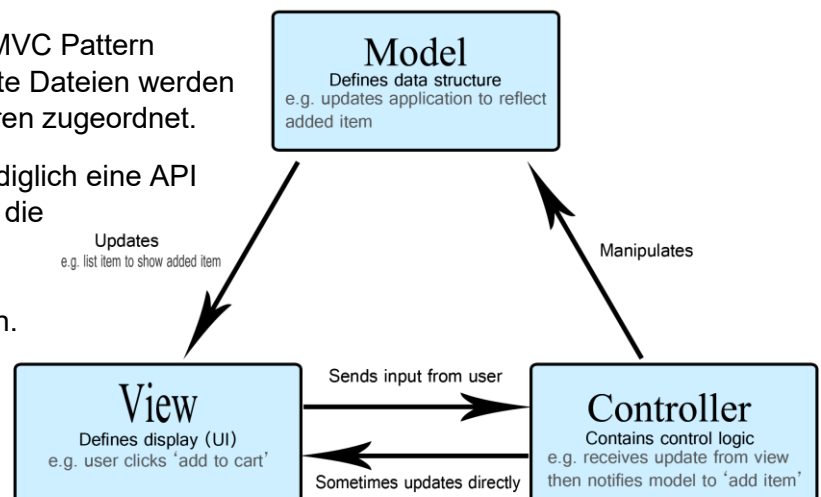 MVC Pattern
te Dateien werden
ren zugeordnet.
diglich eine API
die
n.
Model
Defines data structure
e.g. updates application to reflect
added item
Updates
e.g. list item to show added item
Manipulates
View
Defines display (UI)
e.g. user clicks ‘add to cart’
Sends input from user
Sometimes updates directly
Controller
Contains control logic
e.g. receives update from view
then notifies model to ‘add item’